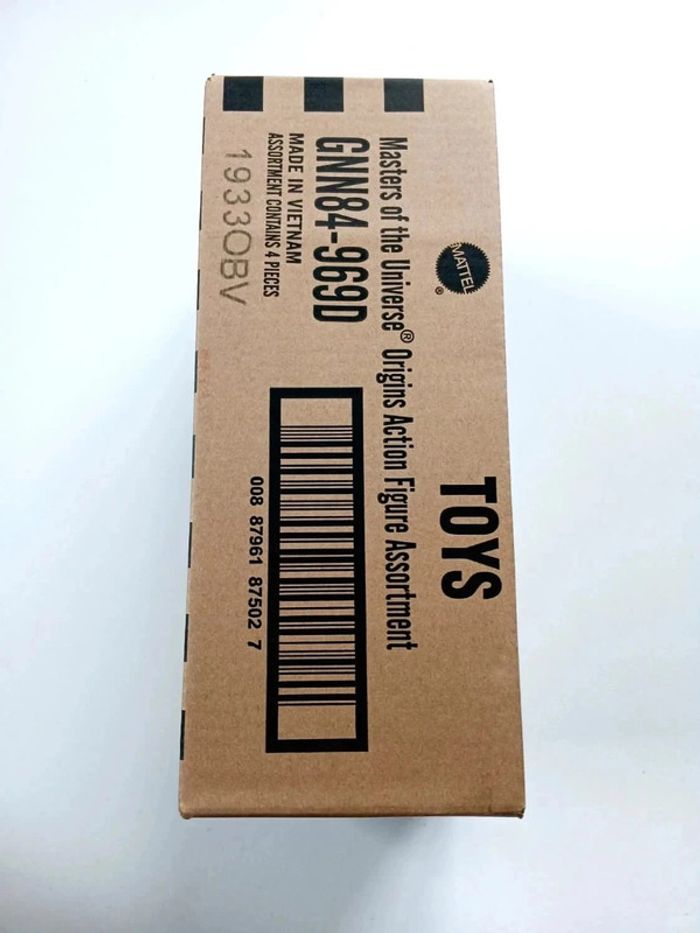 MATTEL
®
TOYS
Masters of the Universe® Origins Action Figure Assortment
GNN84-969D
MADE IN VIETNAM
ASSORTMENT CONTAINS 4 PIECES
19330BV
008 87961 87502 7